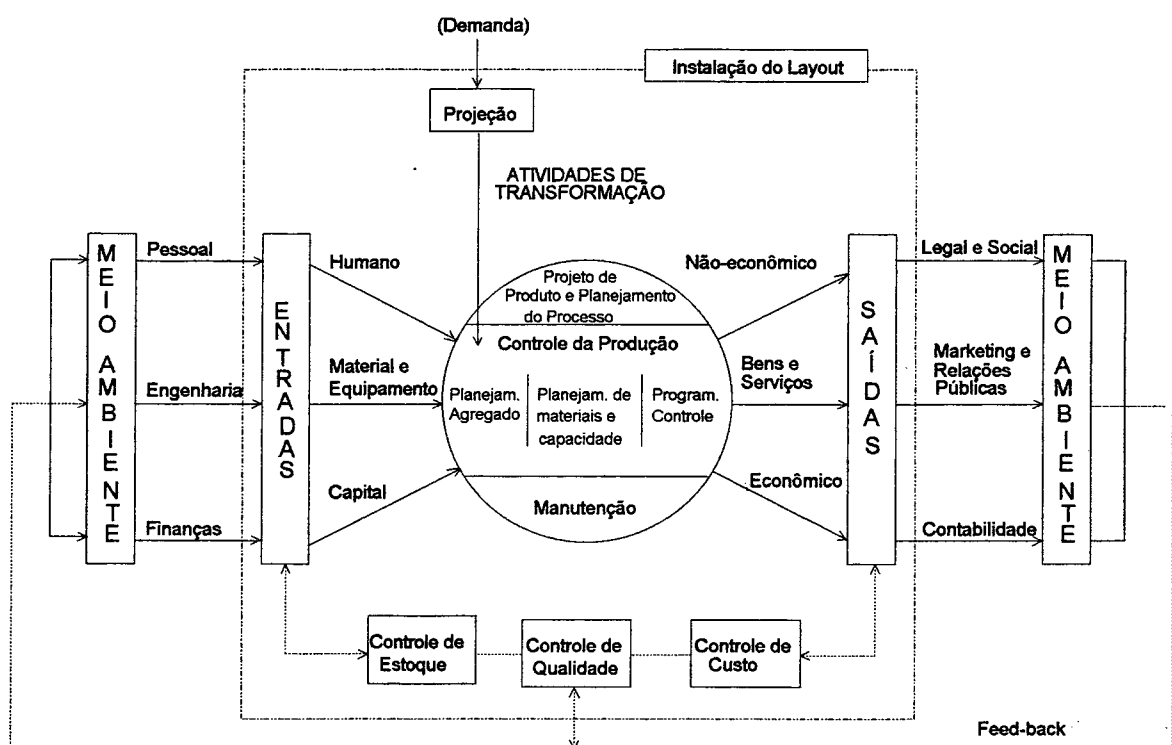 (Demanda)
Instalação do Layout
Projeção
ATIVIDADES DE
TRANSFORMAÇÃO
MEIO AMBIENTE
Pessoal
Engenharia
Finanças
ENTRADAS
Humano
Material e
Equipamento
Capital
Projeto de
Produto e Planejamento
do Processo
Controle da Produção
Planejam.
Agregado
Planejam. de
materiais e
capacidade
Program.
Controle
Manutenção
Não-econômico
Bens e
Serviços
Econômico
SAÍDAS
Legal e Social
Marketing e
Relações
Públicas
Contabilidade
MEIO AMBIENTE
Controle de
Estoque
Controle de
Qualidade
Controle de
Custo
Feed-back